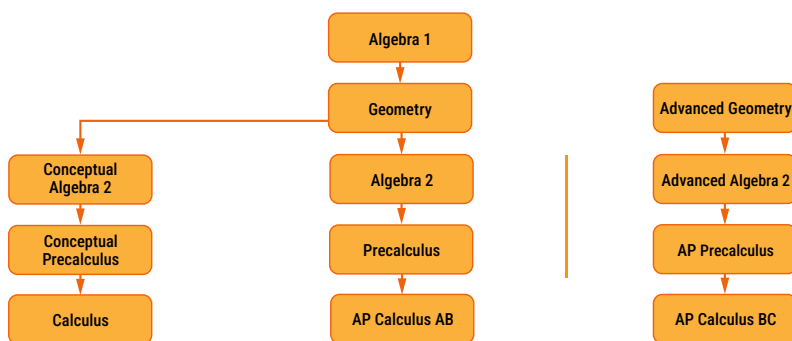 Algebra 1
Geometry
Advanced Geometry
Conceptual
Algebra 2
Algebra 2
Advanced Algebra 2
Conceptual
Precalculus
Precalculus
AP Precalculus
Calculus
AP Calculus AB
AP Calculus BC